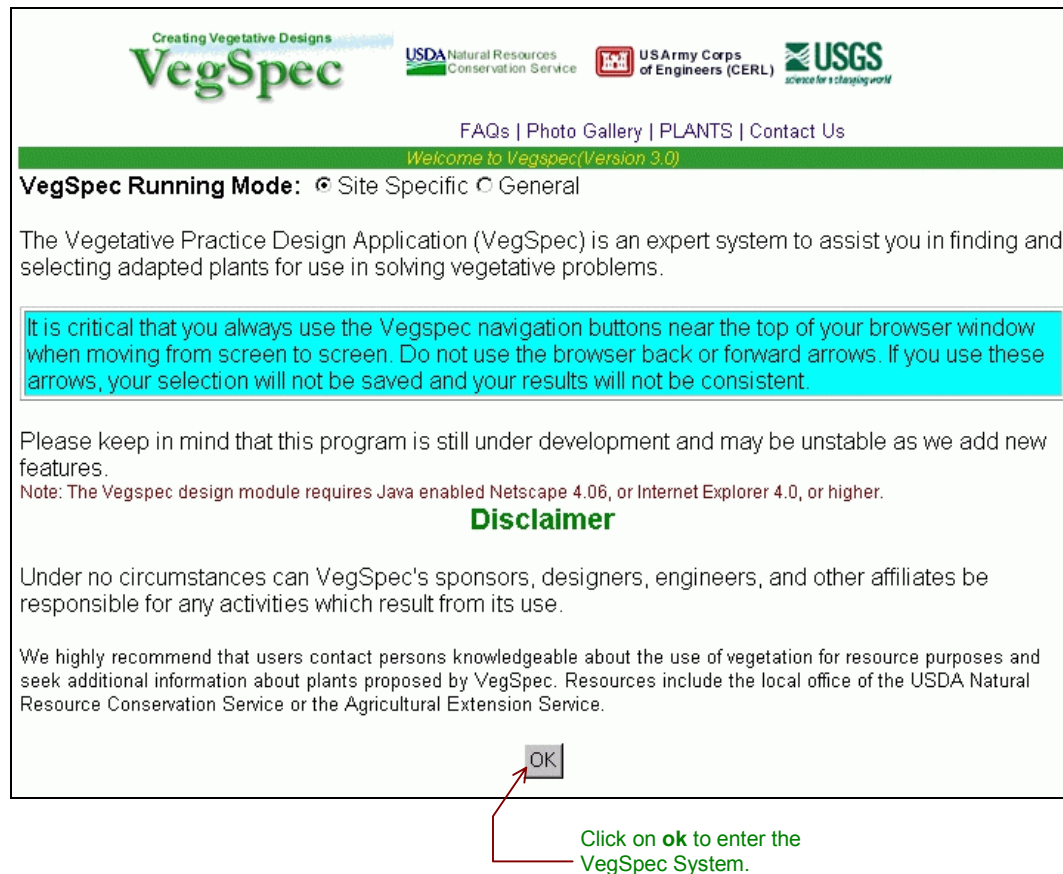 Creating Vegetative Designs
VegSpec
USDA Natural Resources
Conservation Service
US Army Corps
of Engineers (CERL)
USGS
science for a changing world
FAQs | Photo Gallery | PLANTS | Contact Us
Welcome to Vegspec(Version 3.0)
VegSpec Running Mode: Site Specific General
The Vegetative Practice Design Application (VegSpec) is an expert system to assist you in finding and
selecting adapted plants for use in solving vegetative problems.
It is critical that you always use the Vegspec navigation buttons near the top of your browser window
when moving from screen to screen. Do not use the browser back or forward arrows. If you use these
arrows, your selection will not be saved and your results will not be consistent.
Please keep in mind that this program is still under development and may be unstable as we add new
features.
Note: The Vegspec design module requires Java enabled Netscape 4.06, or Internet Explorer 4.0, or higher.
Disclaimer
Under no circumstances can VegSpec's sponsors, designers, engineers, and other affiliates be
responsible for any activities which result from its use.
We highly recommend that users contact persons knowledgeable about the use of vegetation for resource purposes and
seek additional information about plants proposed by VegSpec. Resources include the local office of the USDA Natural
Resource Conservation Service or the Agricultural Extension Service.
OK
Click on ok to enter the
VegSpec System.